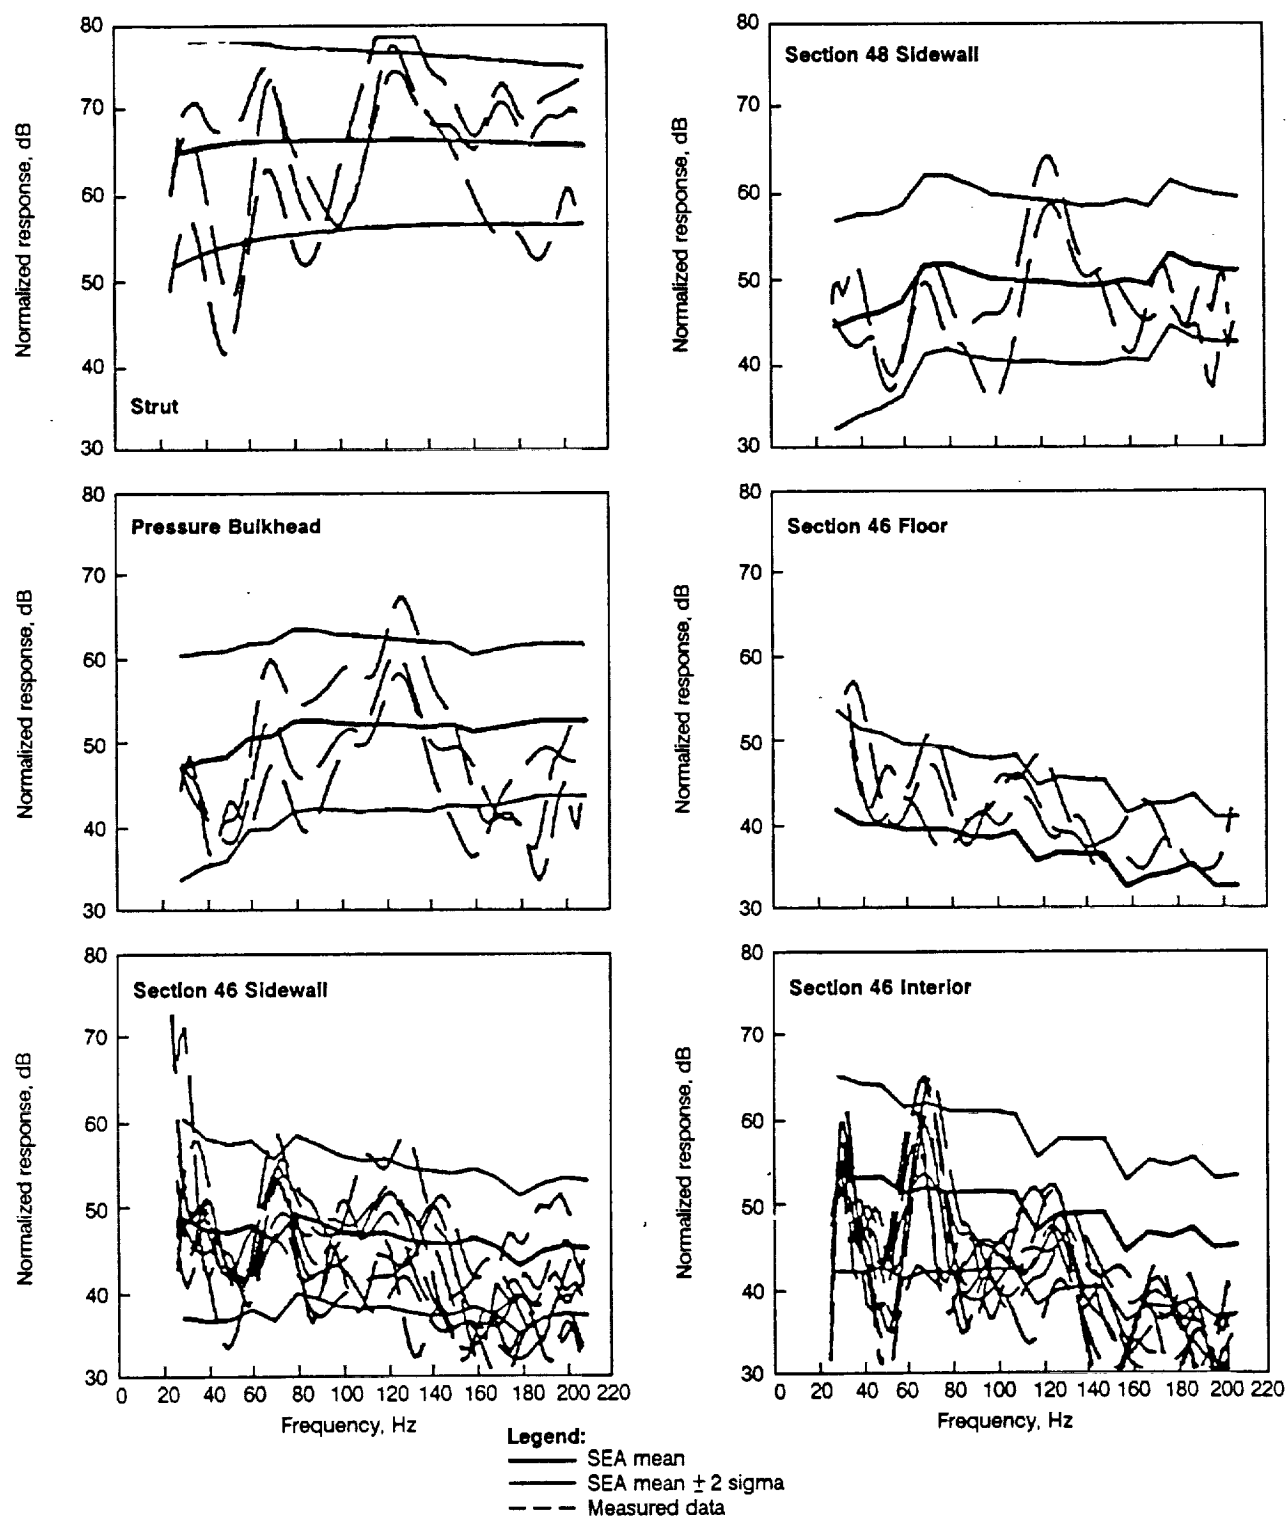 80
70
60
50
40
30
Normalized response, dB
Strut
80
70
60
50
40
30
Normalized response, dB
Section 48 Sidewall
80
70
60
50
40
30
Normalized response, dB
Pressure Bulkhead
80
70
60
50
40
30
Normalized response, dB
Section 46 Floor
80
70
60
50
40
30
Normalized response, dB
Section 46 Sidewall
0 20 40 60 80 100 120 140 160 180 200 220
Frequency, Hz
80
70
60
50
40
30
Normalized response, dB
Section 46 Interior
0 20 40 60 80 100 120 140 160 180 200 220
Frequency, Hz
Legend:
SEA mean
SEA mean ± 2 sigma
Measured data